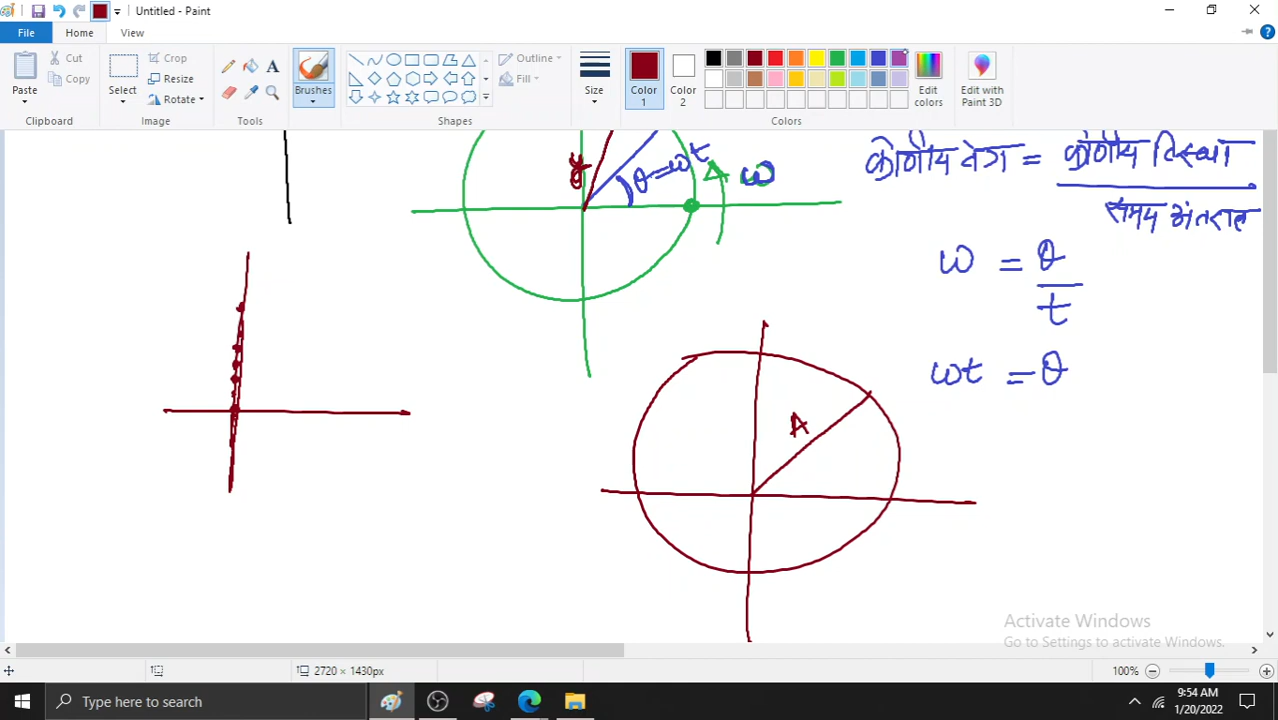 Untitled - Paint
File Home View
Paste
Cut
Copy
Clipboard
Select
Crop
Resize
Rotate
Image
Tools
Brushes
Outline
Fill
Shapes
Size
Color 1
Color 2
Edit colors
Edit with Paint 3D
Colors
कोणीय वेग = कोणीय विस्थापन
समय अंतराल
θ=ωt
ω
ω = θ
t
ωt = θ
A
Activate Windows
Go to Settings to activate Windows.
2720 × 1430px
100%
Type here to search
9:54 AM
1/20/2022